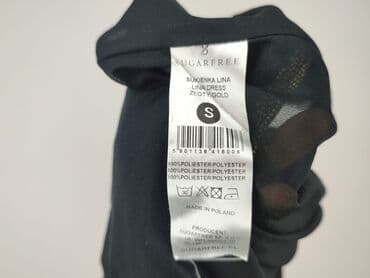 SUGARFREE
SUKIENKA LINA
LINA DRESS
ZŁOTY/GOLD
S
100%POLIESTER/POLYESTER
100%POLIESTER/POLYESTER
100%POLIESTER/POLYESTER
MADE IN POLAND
PRODUCENT
SUGARFREE